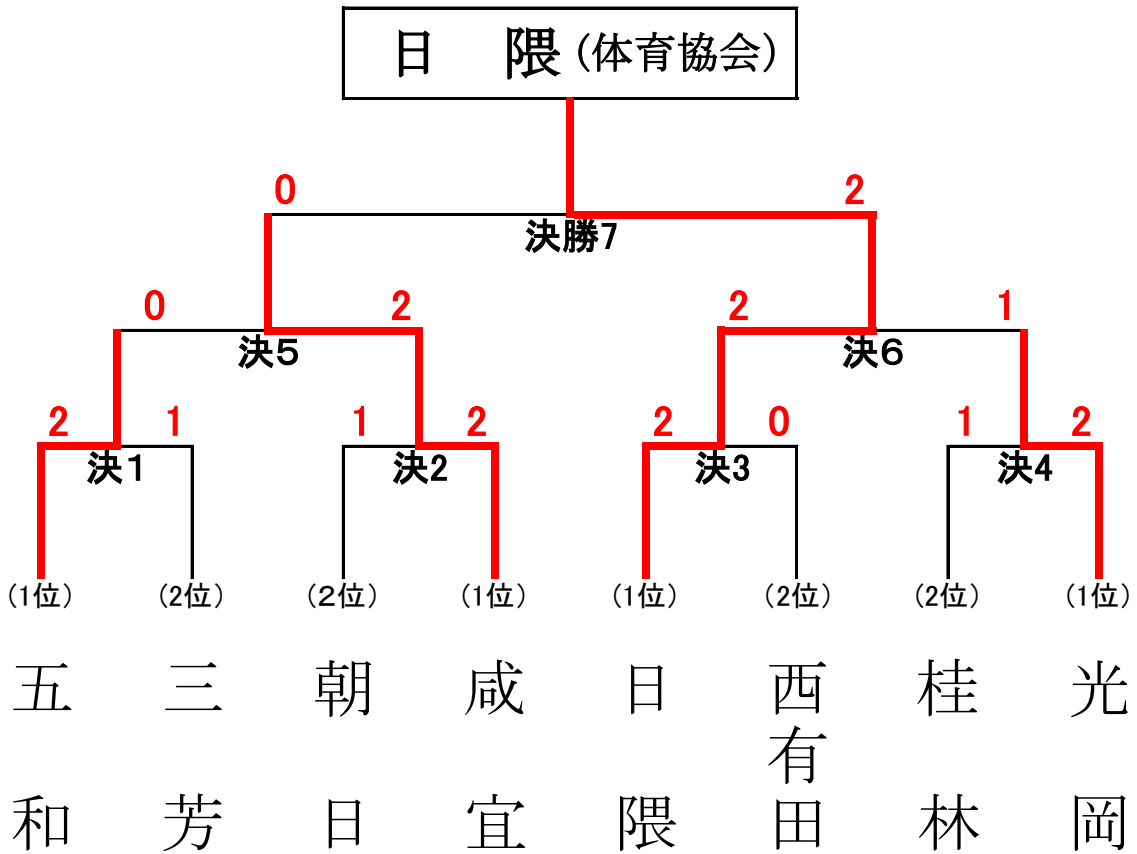 日 隈 (体育協会)
0 2
決勝7
0 2 2 1
決5 決6
2 1 1 2 2 0 1 2
決1 決2 決3 決4
(1位) (2位) (2位) (1位) (1位) (2位) (2位) (1位)
五和
三芳
朝日
咸宜
日隈
西有田
桂林
光岡